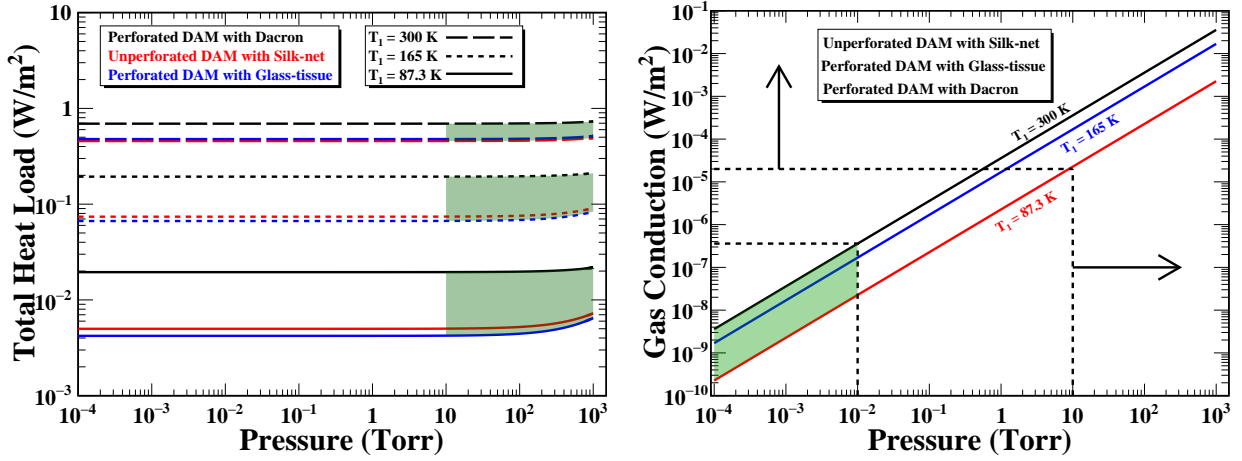 Total Heat Load (W/m²)
10
1
10⁻¹
10⁻²
10⁻³
Perforated DAM with Dacron
Unperforated DAM with Silk-net
Perforated DAM with Glass-tissue
T₁ = 300 K
T₁ = 165 K
T₁ = 87.3 K
10⁻⁴ 10⁻³ 10⁻² 10⁻¹ 1 10 10² 10³
Pressure (Torr)
Gas Conduction (W/m²)
10⁻¹
10⁻²
10⁻³
10⁻⁴
10⁻⁵
10⁻⁶
10⁻⁷
10⁻⁸
10⁻⁹
10⁻¹⁰
Unperforated DAM with Silk-net
Perforated DAM with Glass-tissue
Perforated DAM with Dacron
T₁ = 300 K
T₁ = 165 K
T₁ = 87.3 K
10⁻⁴ 10⁻³ 10⁻² 10⁻¹ 1 10 10² 10³
Pressure (Torr)